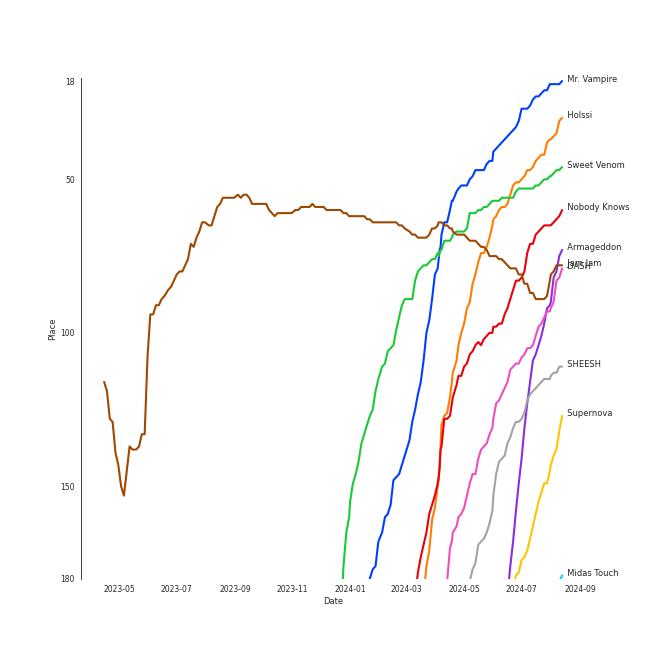 18
Mr. Vampire
Holssi
Sweet Venom
50
Nobody Knows
Armageddon
Jam Jam
DASH
Place
100
SHEESH
Supernova
150
Midas Touch
180
2023-05
2023-07
2023-09
2023-11
2024-01
2024-03
2024-05
2024-07
2024-09
Date